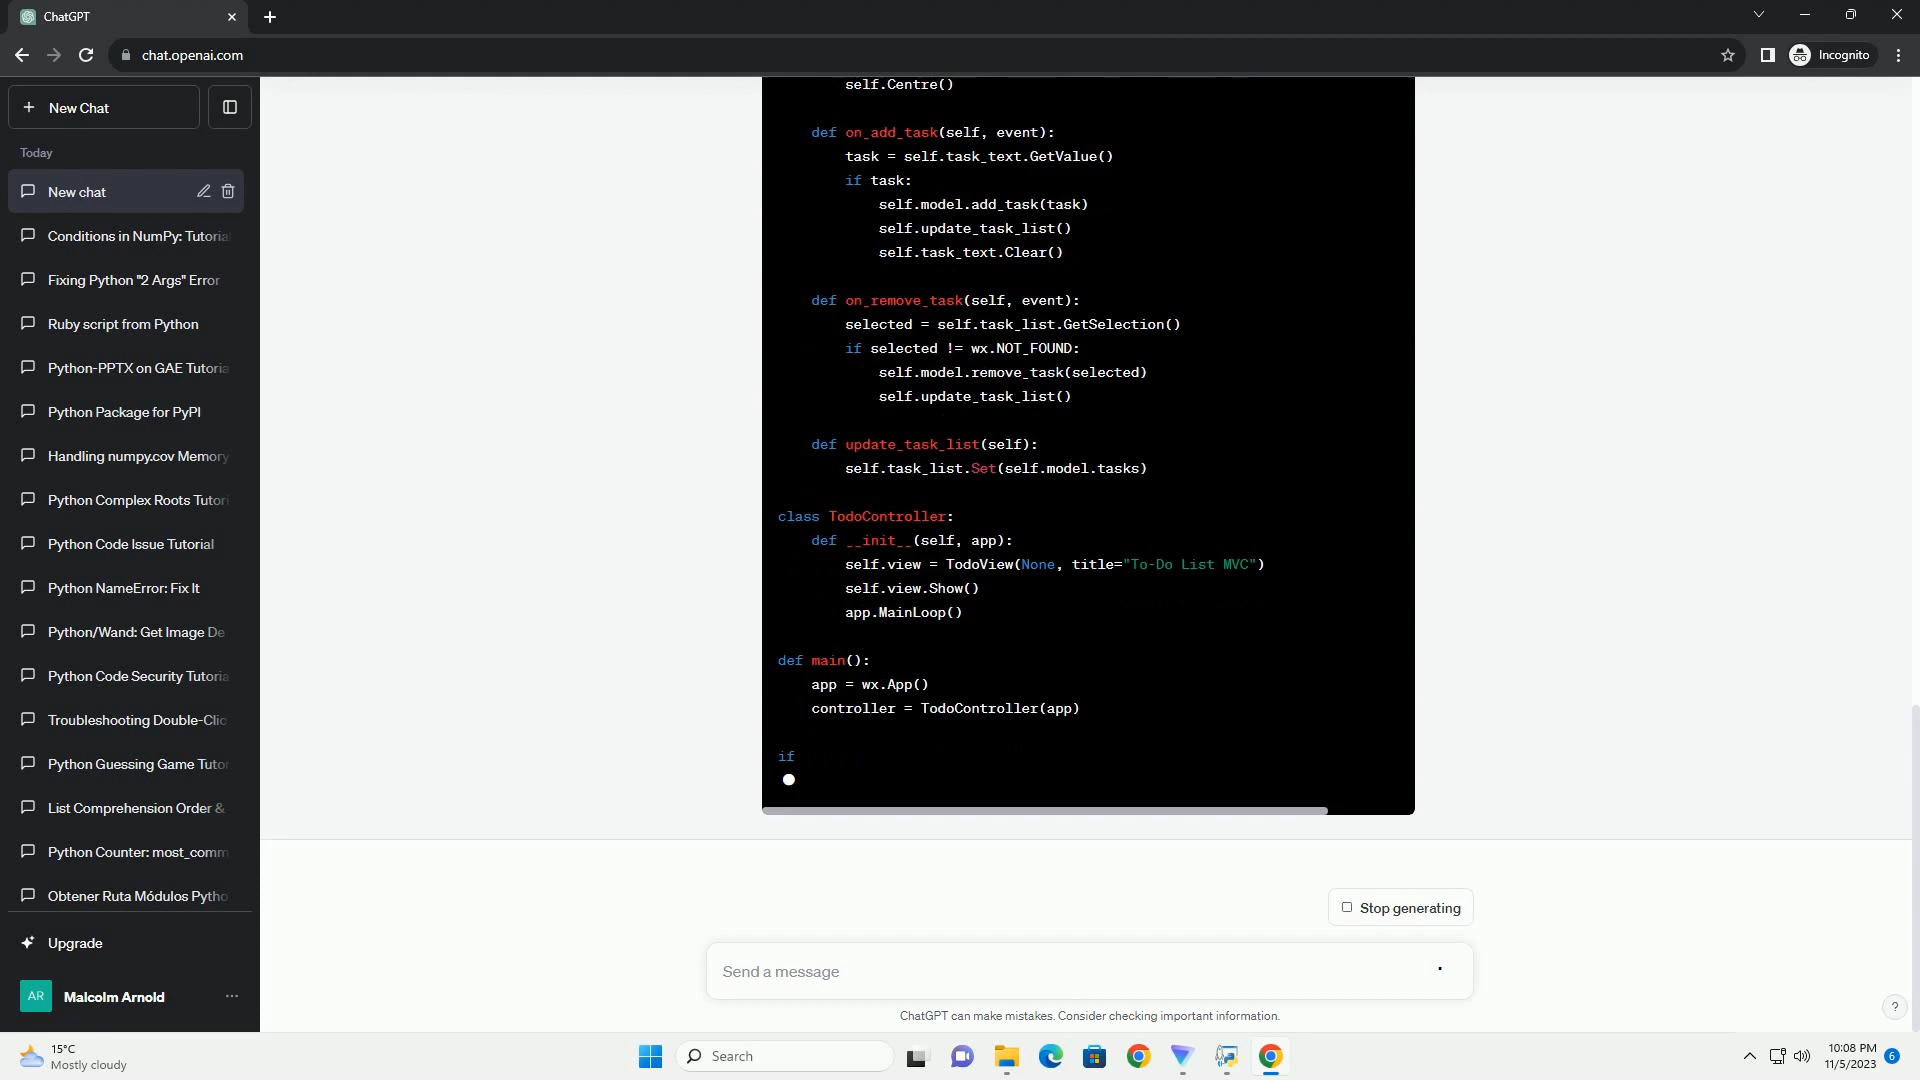 ChatGPT
chat.openai.com
Incognito
New Chat
Today
New chat
Conditions in NumPy: Tutoria
Fixing Python "2 Args" Error
Ruby script from Python
Python-PPTX on GAE Tutoria
Python Package for PyPI
Handling numpy.cov Memory
Python Complex Roots Tutori
Python Code Issue Tutorial
Python NameError: Fix It
Python/Wand: Get Image De
Python Code Security Tutoria
Troubleshooting Double-Clic
Python Guessing Game Tutor
List Comprehension Order &
Python Counter: most_comm
Obtener Ruta Módulos Pytho
Upgrade
AR Malcolm Arnold
self.Centre()
def on_add_task(self, event):
task = self.task_text.GetValue()
if task:
self.model.add_task(task)
self.update_task_list()
self.task_text.Clear()
def on_remove_task(self, event):
selected = self.task_list.GetSelection()
if selected != wx.NOT_FOUND:
self.model.remove_task(selected)
self.update_task_list()
def update_task_list(self):
self.task_list.Set(self.model.tasks)
class TodoController:
def __init__(self, app):
self.view = TodoView(None, title="To-Do List MVC")
self.view.Show()
app.MainLoop()
def main():
app = wx.App()
controller = TodoController(app)
if
Stop generating
Send a message
ChatGPT can make mistakes. Consider checking important information.
?
15°C
Mostly cloudy
Search
10:08 PM
11/5/2023
6